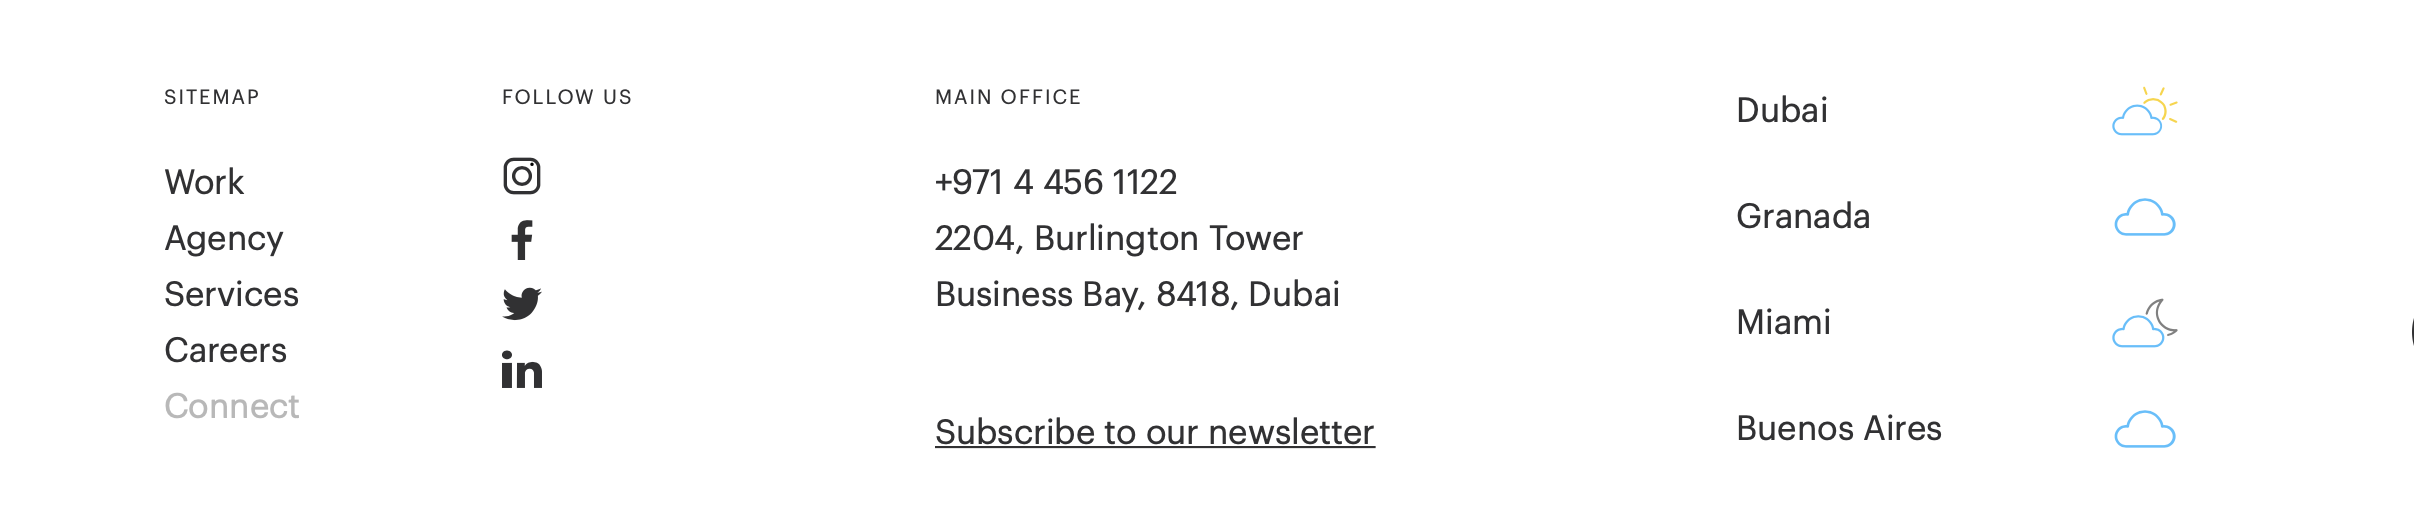 SITEMAP
Work
Agency
Services
Careers
Connect
FOLLOW US
MAIN OFFICE
+971 4 456 1122
2204, Burlington Tower
Business Bay, 8418, Dubai
Subscribe to our newsletter
Dubai
Granada
Miami
Buenos Aires